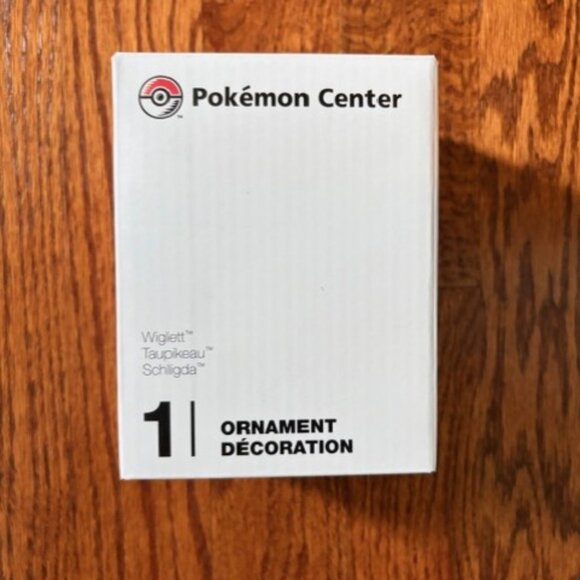 Pokémon Center
Wiglett™
Taupikeau™
Schligda™
1
ORNAMENT
DÉCORATION